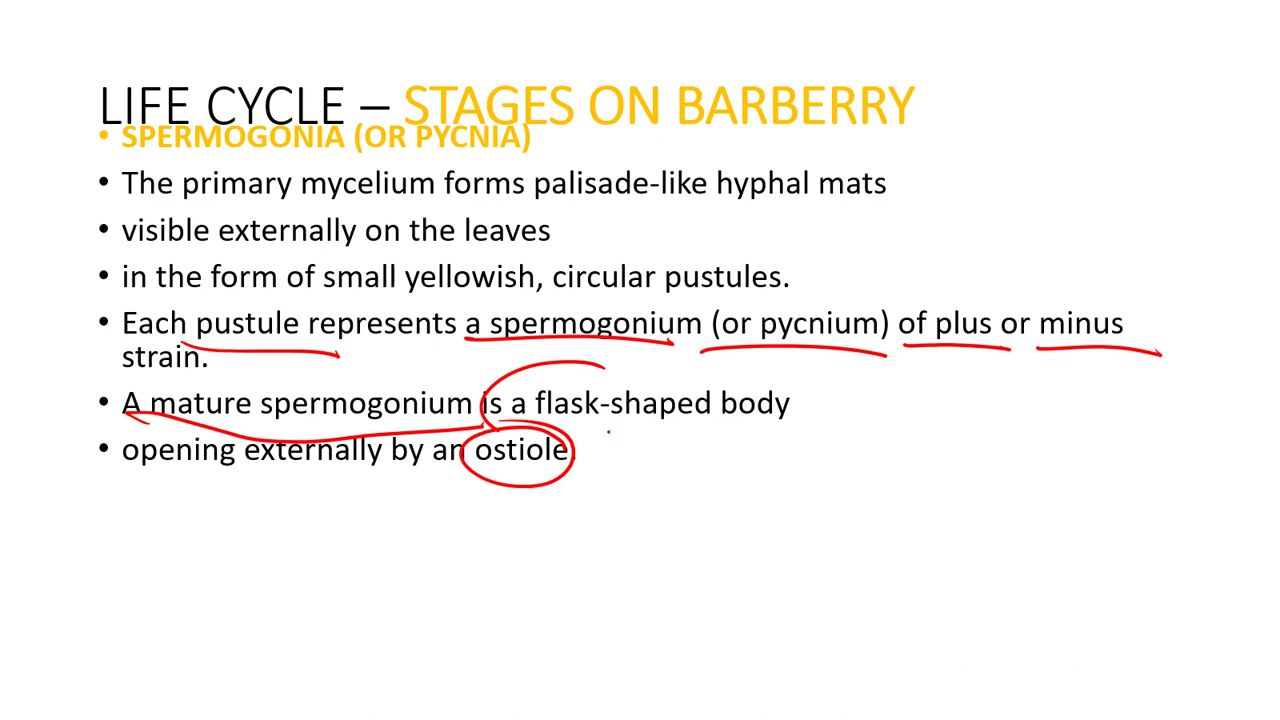 LIFE CYCLE – STAGES ON BARBERRY
• SPERMOGONIA (OR PYCNIA)
• The primary mycelium forms palisade-like hyphal mats
• visible externally on the leaves
• in the form of small yellowish, circular pustules.
• Each pustule represents a spermogonium (or pycnium) of plus or minus
strain.
• A mature spermogonium is a flask-shaped body
• opening externally by an ostiole.